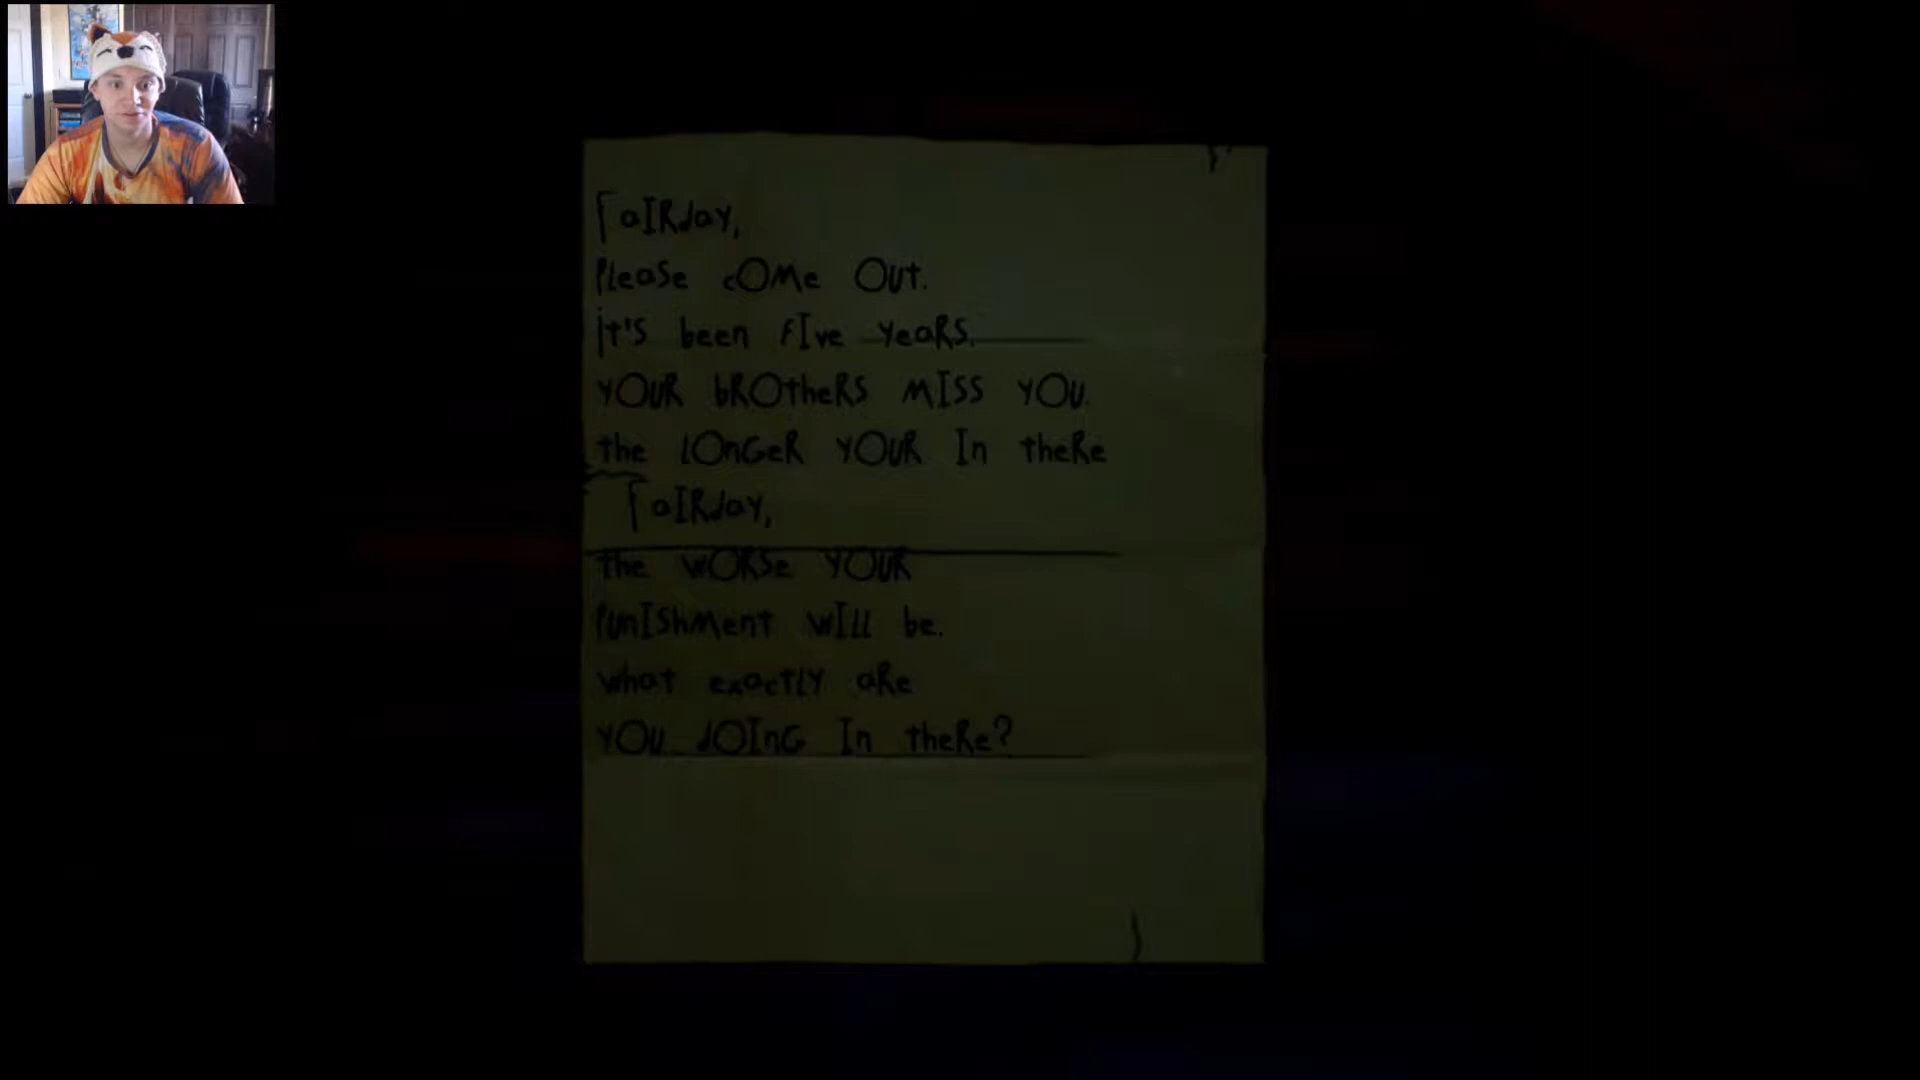 FaIRday,
PLeaSe cOMe OUt.
iT'S been fIve YeaRS.
YOUR bROtheRS MISS YOU.
the LOnGeR YOUR In theRe
FaIRday,
the wORSe YOUR
PunIShMent wILL be.
what exactLY aRe
YOU dOInG In theRe?